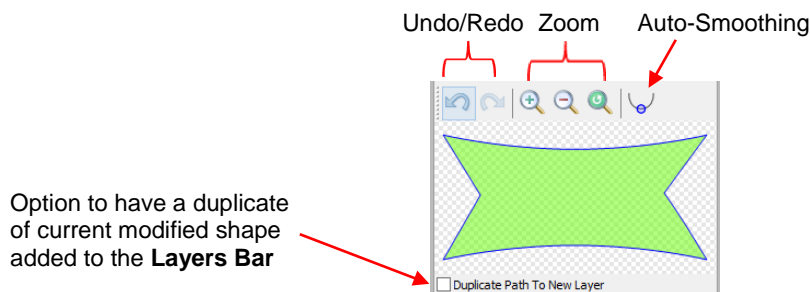 Undo/Redo Zoom Auto-Smoothing
Option to have a duplicate
of current modified shape
added to the Layers Bar
Duplicate Path To New Layer